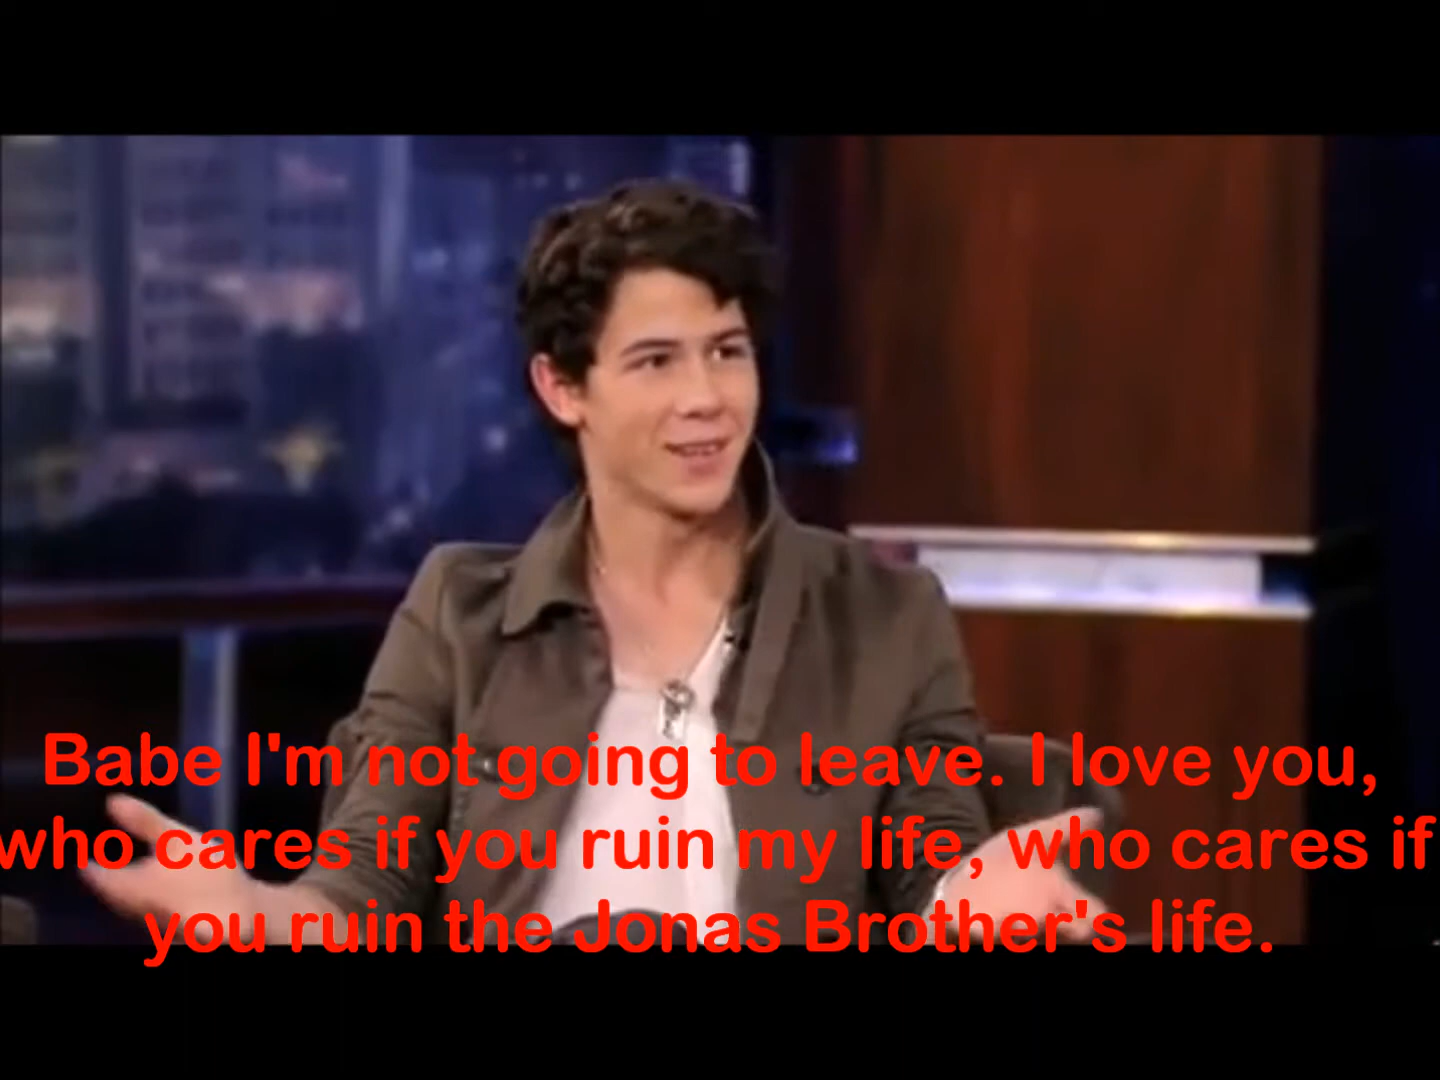 Babe I'm not going to leave. I love you,
who cares if you ruin my life, who cares if
you ruin the Jonas Brother's life.